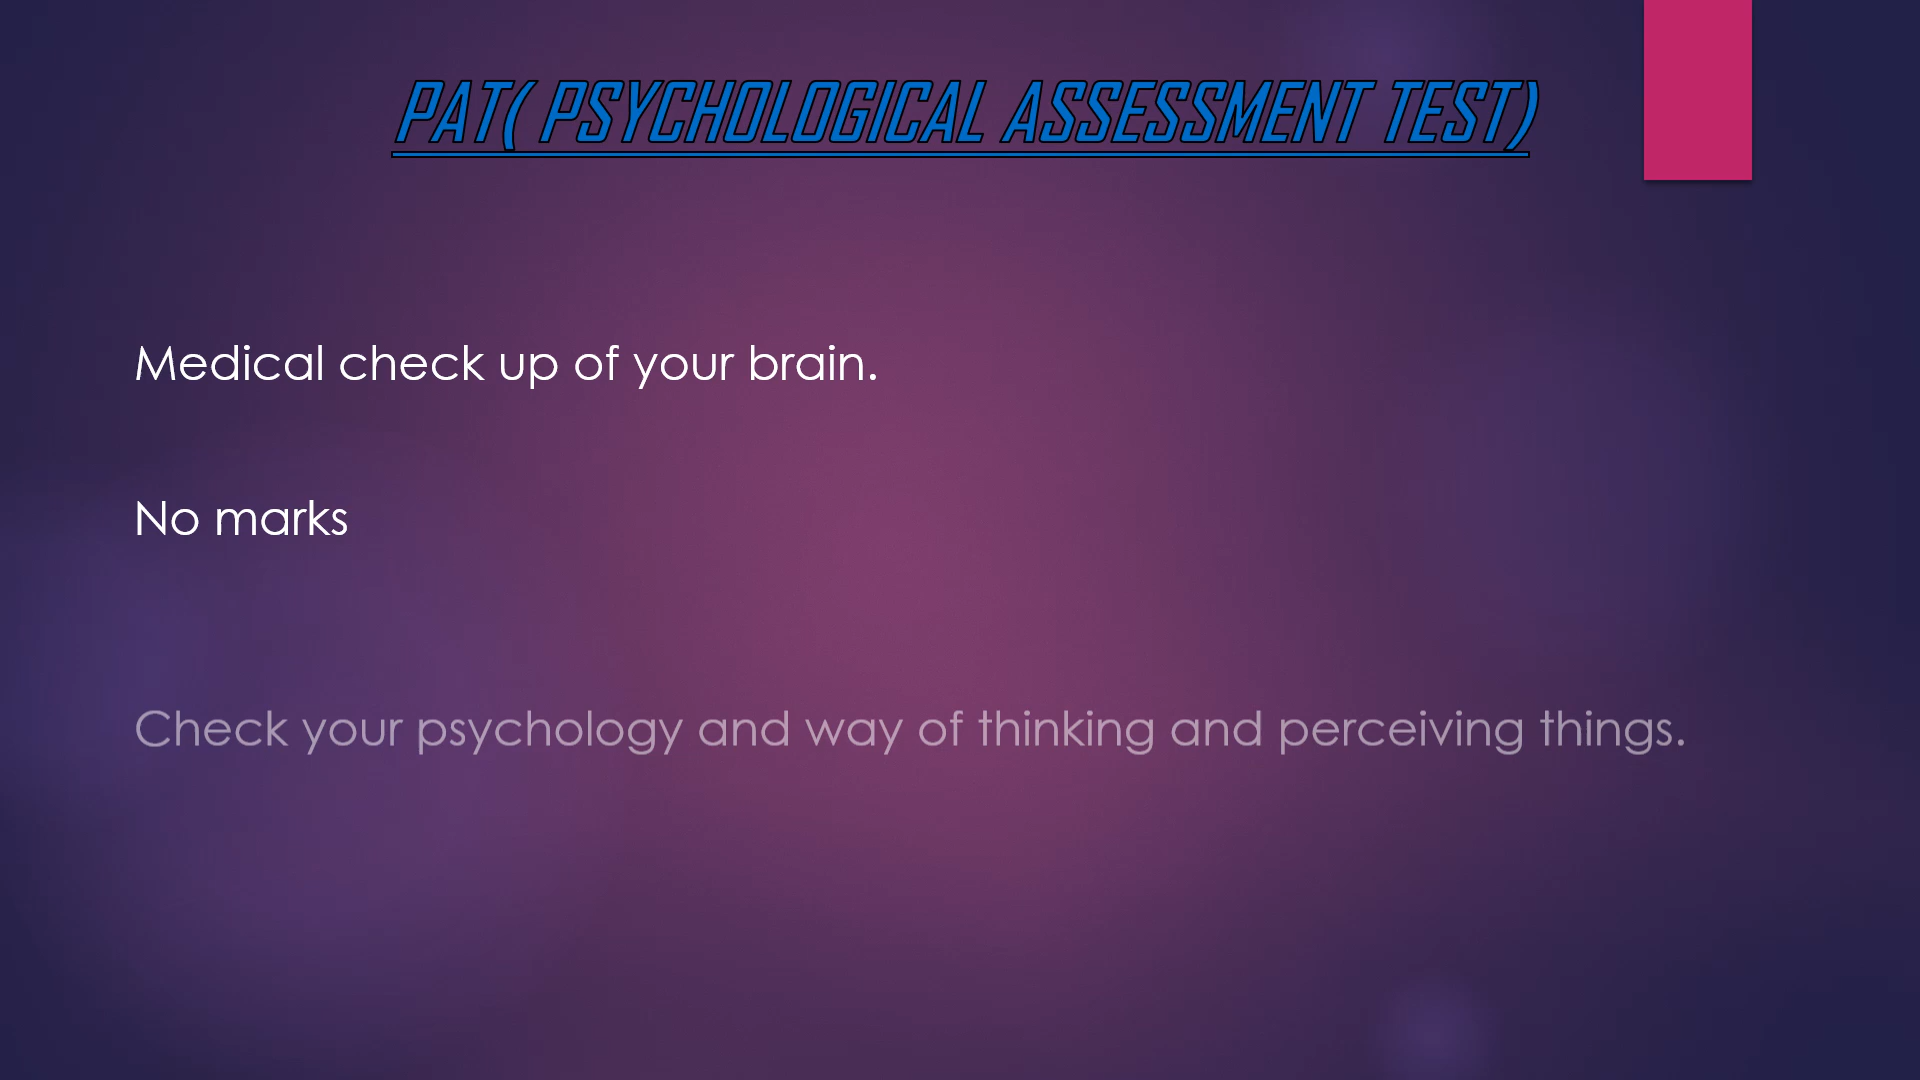 PAT( PSYCHOLOGICAL ASSESSMENT TEST)
Medical check up of your brain.
No marks
Check your psychology and way of thinking and perceiving things.